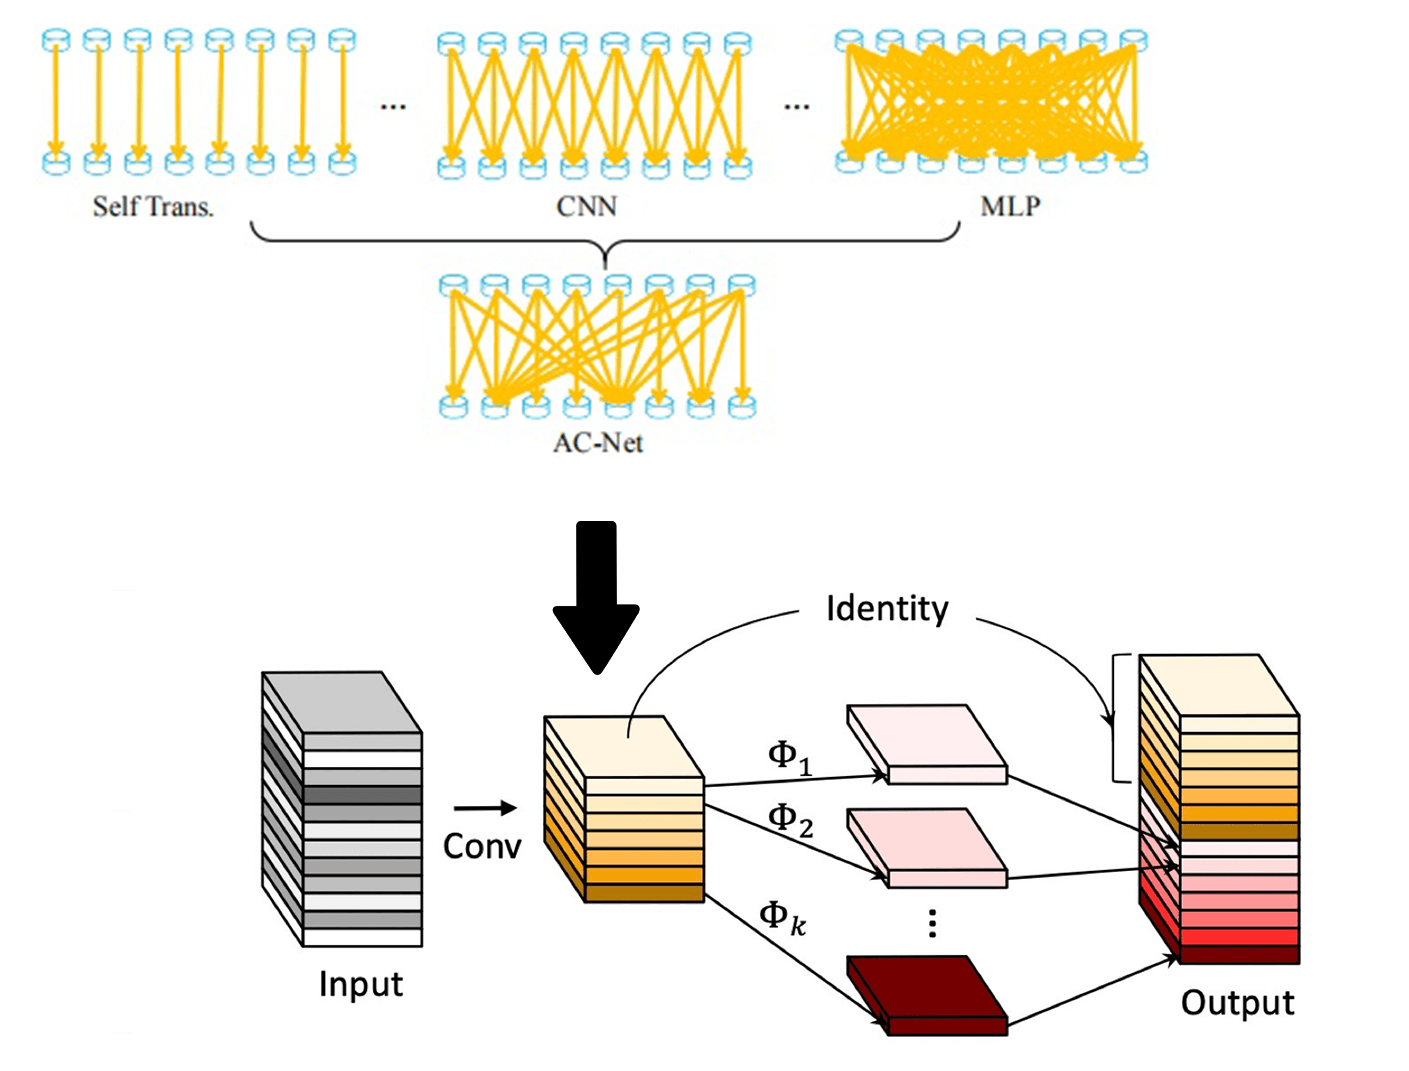 ... ...
Self Trans. CNN MLP
AC-Net
Identity
Φ1
Φ2
Conv
Φk
⋮
Input
Output